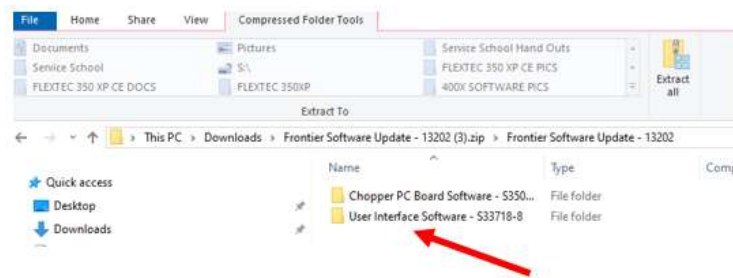 File Home Share View Compressed Folder Tools
Documents Pictures Service School Hand Outs
Service School S:\ FLEXTEC 350 XP CE PICS
FLEXTEC 350 XP CE DOCS FLEXTEC 350XP 400X SOFTWARE PICS
Extract all
Extract To
This PC > Downloads > Frontier Software Update - 13202 (3).zip > Frontier Software Update - 13202
Name Type Comp
Quick access
Chopper PC Board Software - S350... File folder
Desktop
User Interface Software - S33718-8 File folder
Downloads